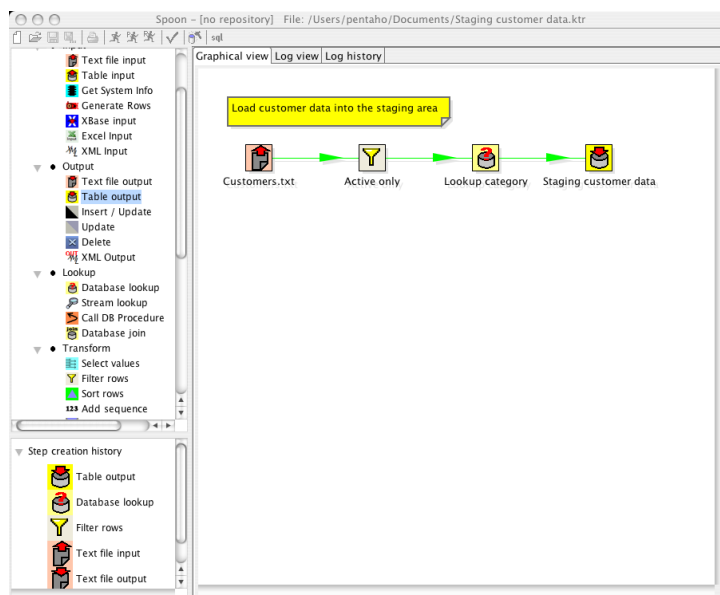 Spoon – [no repository]   File: /Users/pentaho/Documents/Staging customer data.ktr
sql
Text file input
Table input
Get System Info
Generate Rows
XBase input
Excel Input
XML Input
Output
Text file output
Table output
Insert / Update
Update
Delete
XML Output
Lookup
Database lookup
Stream lookup
Call DB Procedure
Database join
Transform
Select values
Filter rows
Sort rows
123 Add sequence
Step creation history
Table output
Database lookup
Filter rows
Text file input
Text file output
Graphical view Log view Log history
Load customer data into the staging area
Customers.txt Active only Lookup category Staging customer data